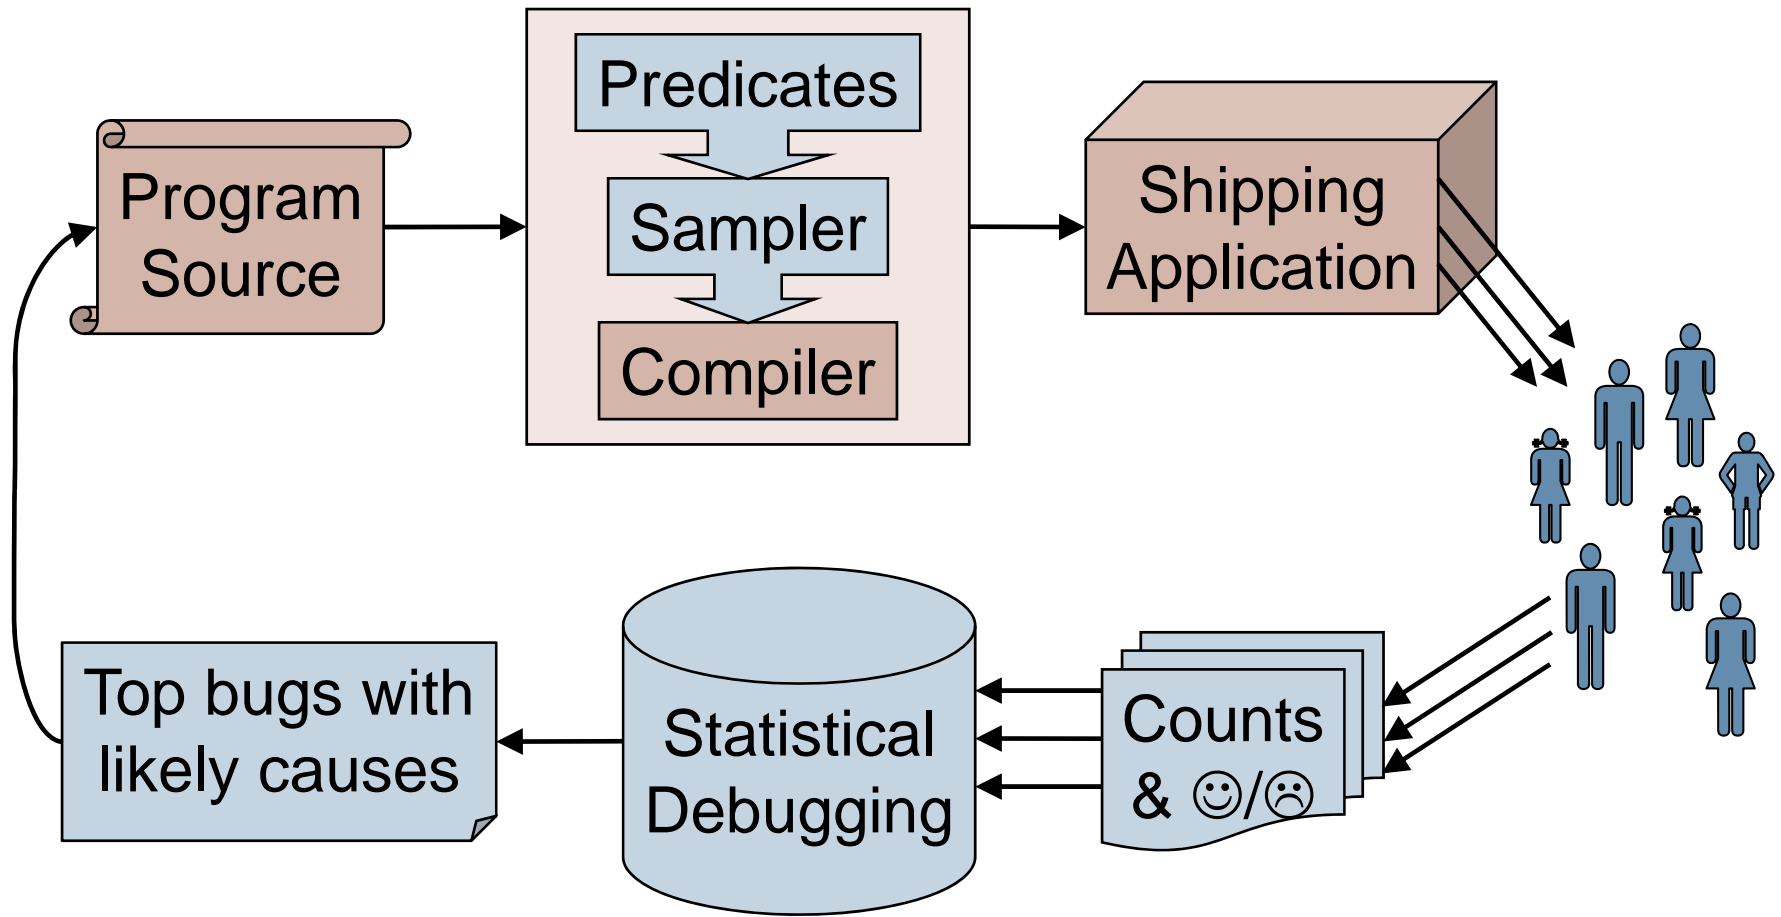 Predicates
Program
Source
Sampler
Compiler
Shipping
Application
Top bugs with
likely causes
Statistical
Debugging
Counts
& ☺/☹